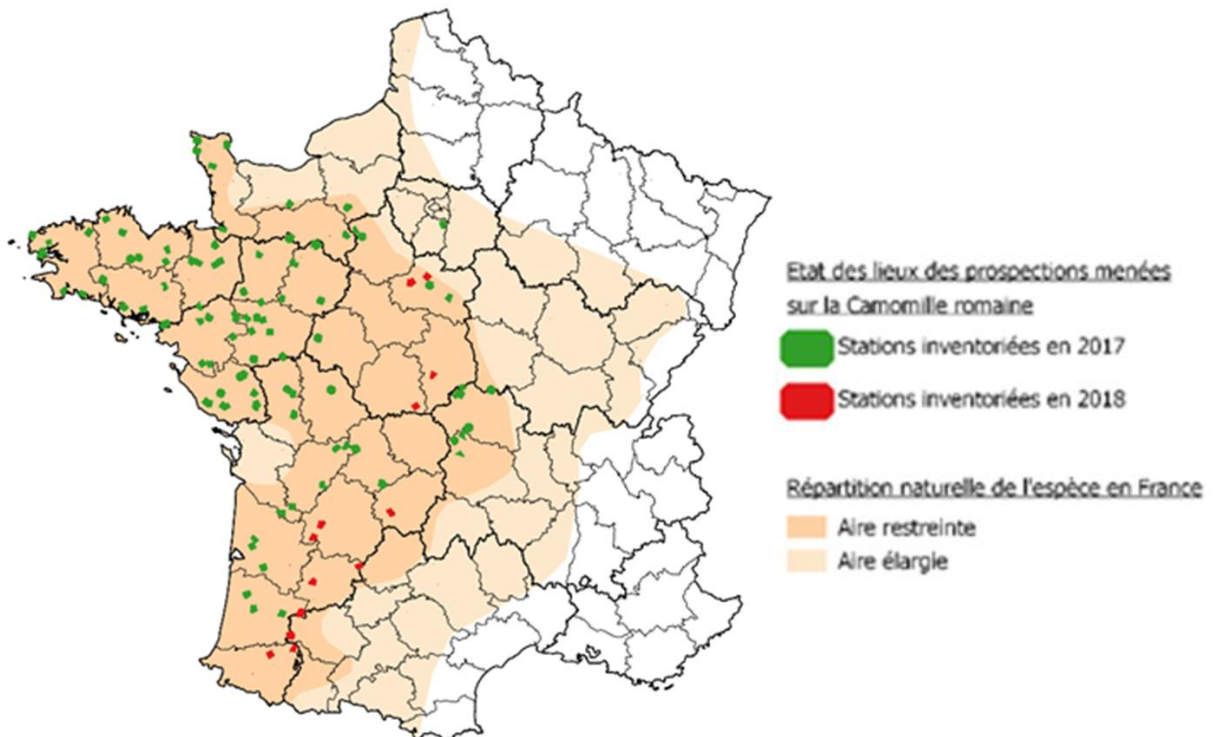 Etat des lieux des prospections menées
sur la Camomille romaine
Stations inventoriées en 2017
Stations inventoriées en 2018
Répartition naturelle de l'espèce en France
Aire restreinte
Aire élargie